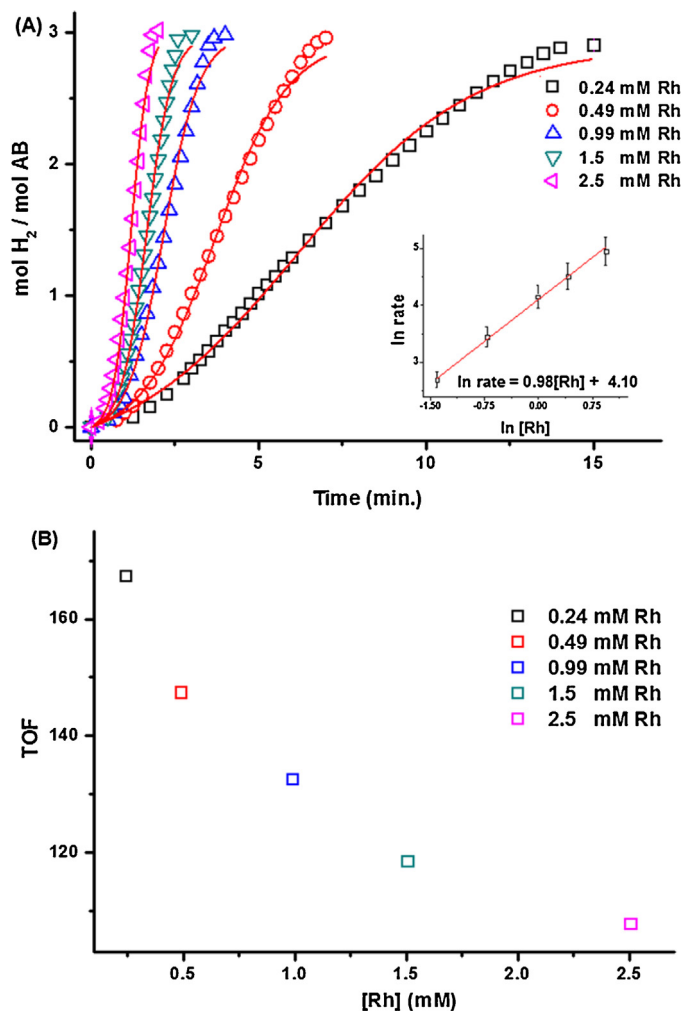 (A)
3
2
1
0
mol H2 / mol AB
0 5 10 15
Time (min.)
0.24 mM Rh
0.49 mM Rh
0.99 mM Rh
1.5 mM Rh
2.5 mM Rh
5
4
3
ln rate
ln rate = 0.98[Rh] + 4.10
-1.50 -0.75 0.00 0.75
ln [Rh]
(B)
160
140
120
TOF
0.24 mM Rh
0.49 mM Rh
0.99 mM Rh
1.5 mM Rh
2.5 mM Rh
0.5 1.0 1.5 2.0 2.5
[Rh] (mM)